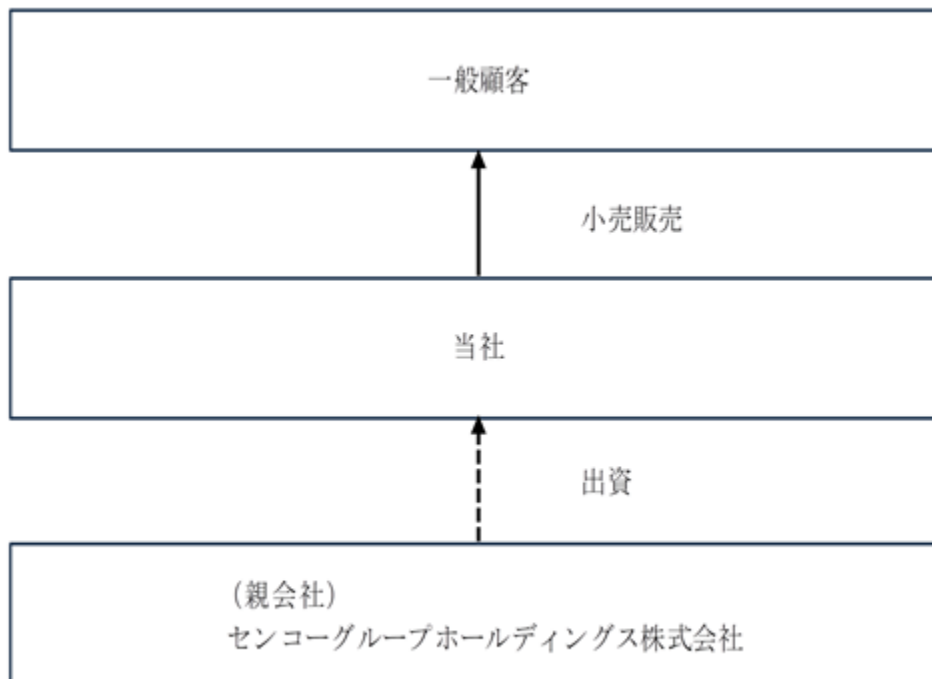 一般顧客
小売販売
当社
出資
（親会社）
センコーグループホールディングス株式会社